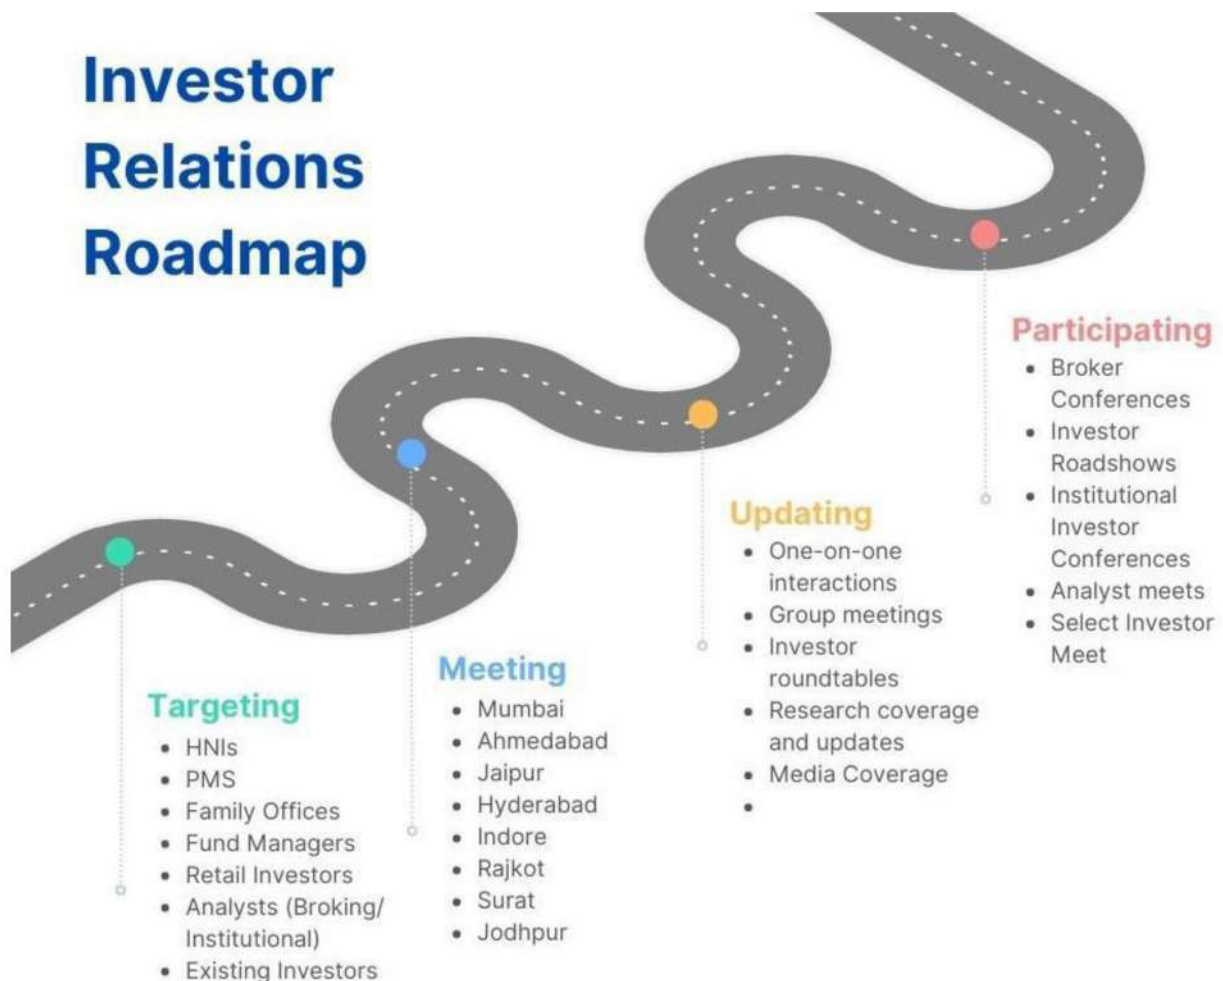 Investor
Relations
Roadmap
Targeting
• HNIs
• PMS
• Family Offices
• Fund Managers
• Retail Investors
• Analysts (Broking/
Institutional)
• Existing Investors
Meeting
• Mumbai
• Ahmedabad
• Jaipur
• Hyderabad
• Indore
• Rajkot
• Surat
• Jodhpur
Updating
• One-on-one
interactions
• Group meetings
• Investor
roundtables
• Research coverage
and updates
• Media Coverage
•
Participating
• Broker
Conferences
• Investor
Roadshows
• Institutional
Investor
Conferences
• Analyst meets
• Select Investor
Meet